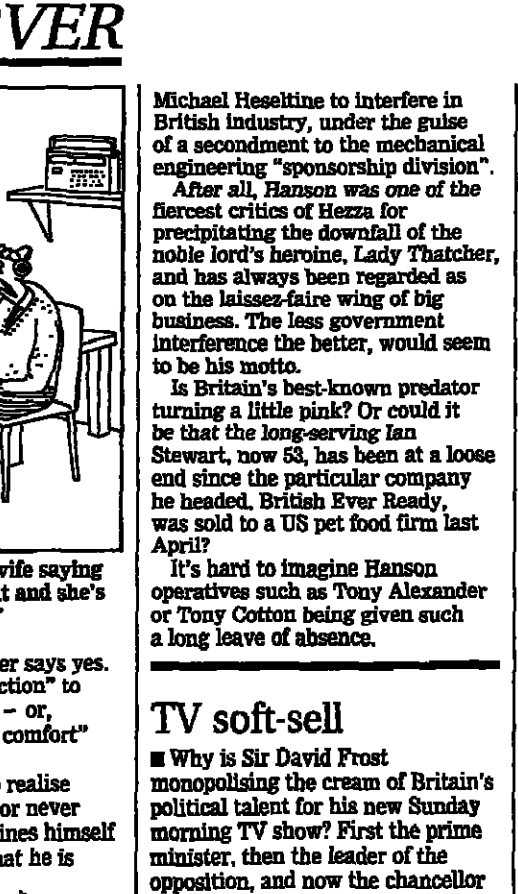 VER
vife saying
t and she's
er says yes.
ction" to
– or,
comfort"
realise
or never
ines himself
nat he is
Michael Heseltine to interfere in
British industry, under the guise
of a secondment to the mechanical
engineering "sponsorship division".
After all, Hanson was one of the
fiercest critics of Hezza for
precipitating the downfall of the
noble lord's heroine, Lady Thatcher,
and has always been regarded as
on the laissez-faire wing of big
business. The less government
interference the better, would seem
to be his motto.
Is Britain's best-known predator
turning a little pink? Or could it
be that the long-serving Ian
Stewart, now 53, has been at a loose
end since the particular company
he headed, British Ever Ready,
was sold to a US pet food firm last
April?
It's hard to imagine Hanson
operatives such as Tony Alexander
or Tony Cotton being given such
a long leave of absence.
TV soft-sell
■ Why is Sir David Frost
monopolising the cream of Britain's
political talent for his new Sunday
morning TV show? First the prime
minister, then the leader of the
opposition, and now the chancellor